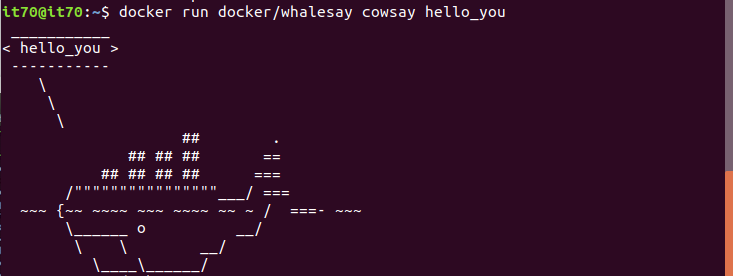 it70@it70:~$ docker run docker/whalesay cowsay hello_you
 ___________
< hello_you >
 -----------
    \
     \
      \
                    ##          .
              ## ## ##         ==
           ## ## ## ##      ===
       /""""""""""""""""___/ ===
  ~~~ {~~ ~~~~ ~~~ ~~~~ ~~ ~ /  ===- ~~~
       \______ o          __/
        \    \        __/
          \____\______/